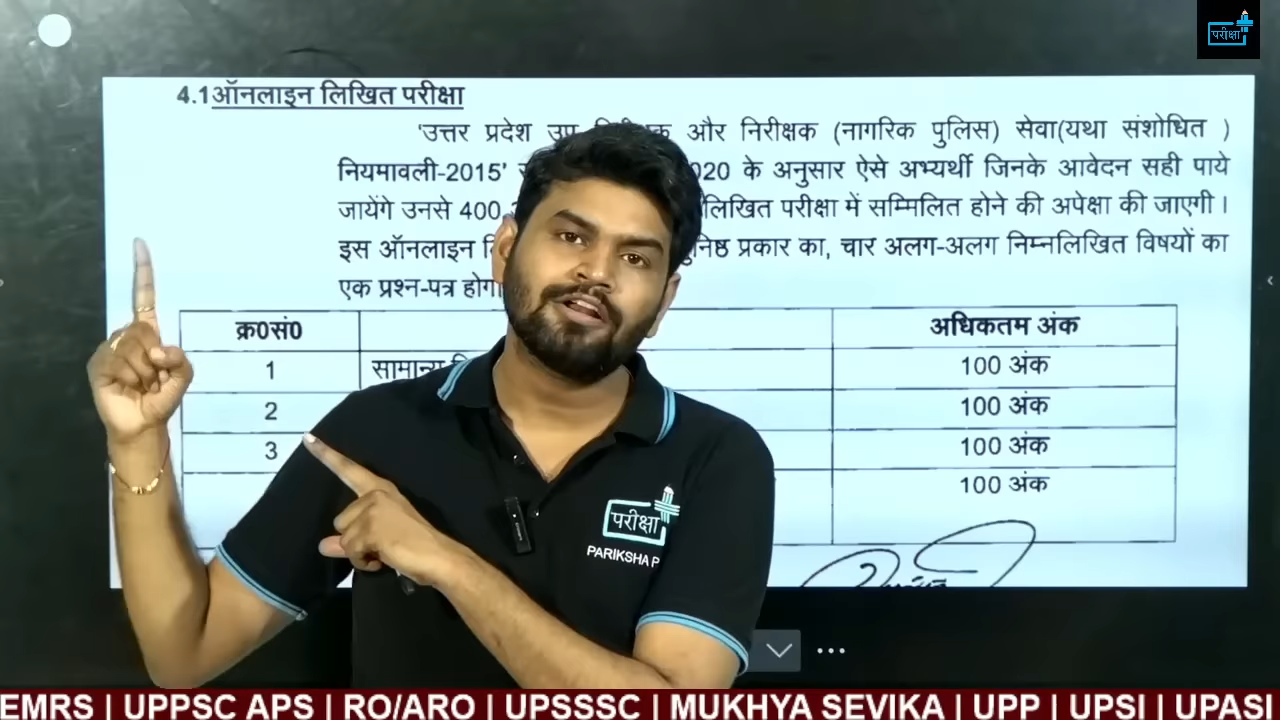 परीक्षा
4.1ऑनलाइन लिखित परीक्षा
'उत्तर प्रदेश उप और निरीक्षक (नागरिक पुलिस) सेवा(यथा संशोधित )
नियमावली-2015' 020 के अनुसार ऐसे अभ्यर्थी जिनके आवेदन सही पाये
जायेंगे उनसे 400 लिखित परीक्षा में सम्मिलित होने की अपेक्षा की जाएगी।
इस ऑनलाइन प्रकार का, चार अलग-अलग निम्नलिखित विषयों का
एक प्रश्न-पत्र होगा
क्र0सं0 अधिकतम अंक
1 सामान्य 100 अंक
2 100 अंक
3 100 अंक
100 अंक
परीक्षा
PARIKSHA P
EMRS | UPPSC APS | RO/ARO | UPSSSC | MUKHYA SEVIKA | UPP | UPSI | UPASI